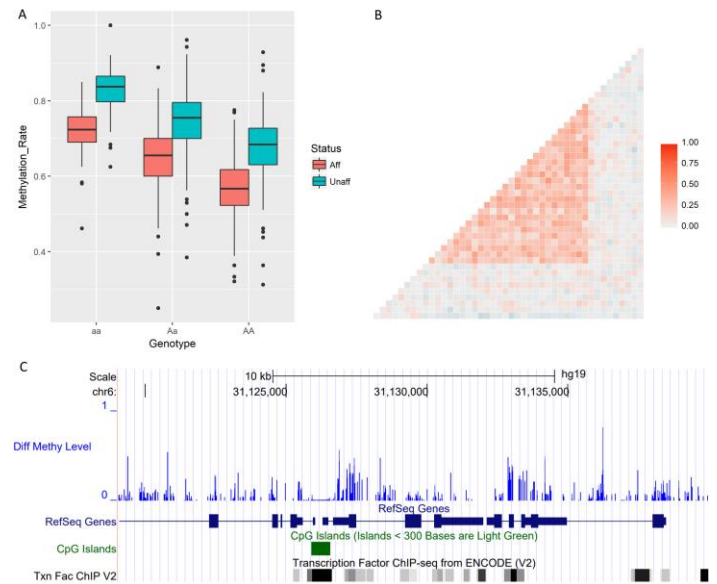 A
B
1.0
0.8
0.6
0.4
Methylation_Rate
aa
Aa
AA
Genotype
Status
Aff
Unaff
1.00
0.75
0.50
0.25
0.00
C
Scale
10 kb
hg19
chr6:
31,125,000
31,130,000
31,135,000
1
Diff Methy Level
0
RefSeq Genes
RefSeq Genes
CpG Islands (Islands < 300 Bases are Light Green)
CpG Islands
Transcription Factor ChIP-seq from ENCODE (V2)
Txn Fac ChIP V2